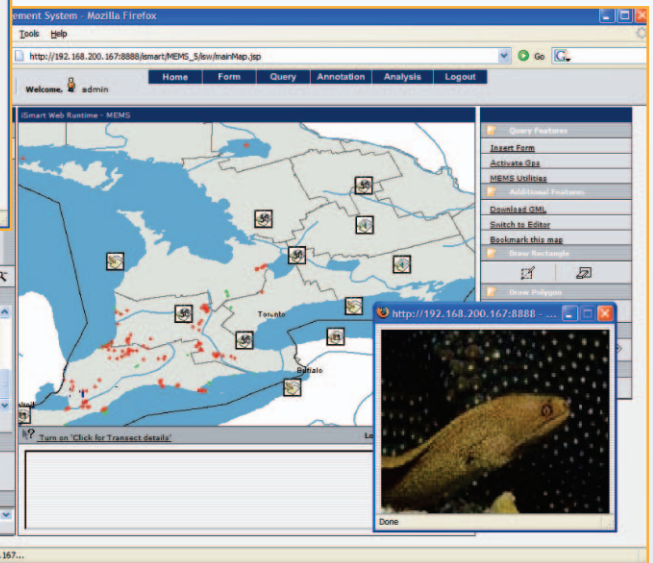 ement System - Mozilla Firefox
Tools Help
http://192.168.200.167:8888/ismart/MEMS_5/isw/mainMap.jsp
Go
Welcome, admin
Home Form Query Annotation Analysis Logout
iSmart Web Runtime - MEMS
Query Features
Insert Form
Activate Gps
MEMS Utilities
Additional Features
Download GML
Switch to Editor
Bookmark this map
Draw Rectangle
Draw Polygon
Toronto
Buffalo
http://192.168.200.167:8888 - ...
Turn on 'Click for Transect details'
Lo
Done
.167...